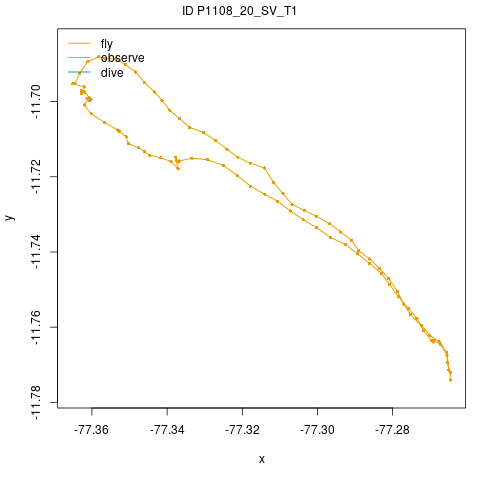 ID P1108_20_SV_T1
fly
observe
dive
-11.70
-11.72
-11.74
-11.76
-11.78
y
-77.36
-77.34
-77.32
-77.30
-77.28
x